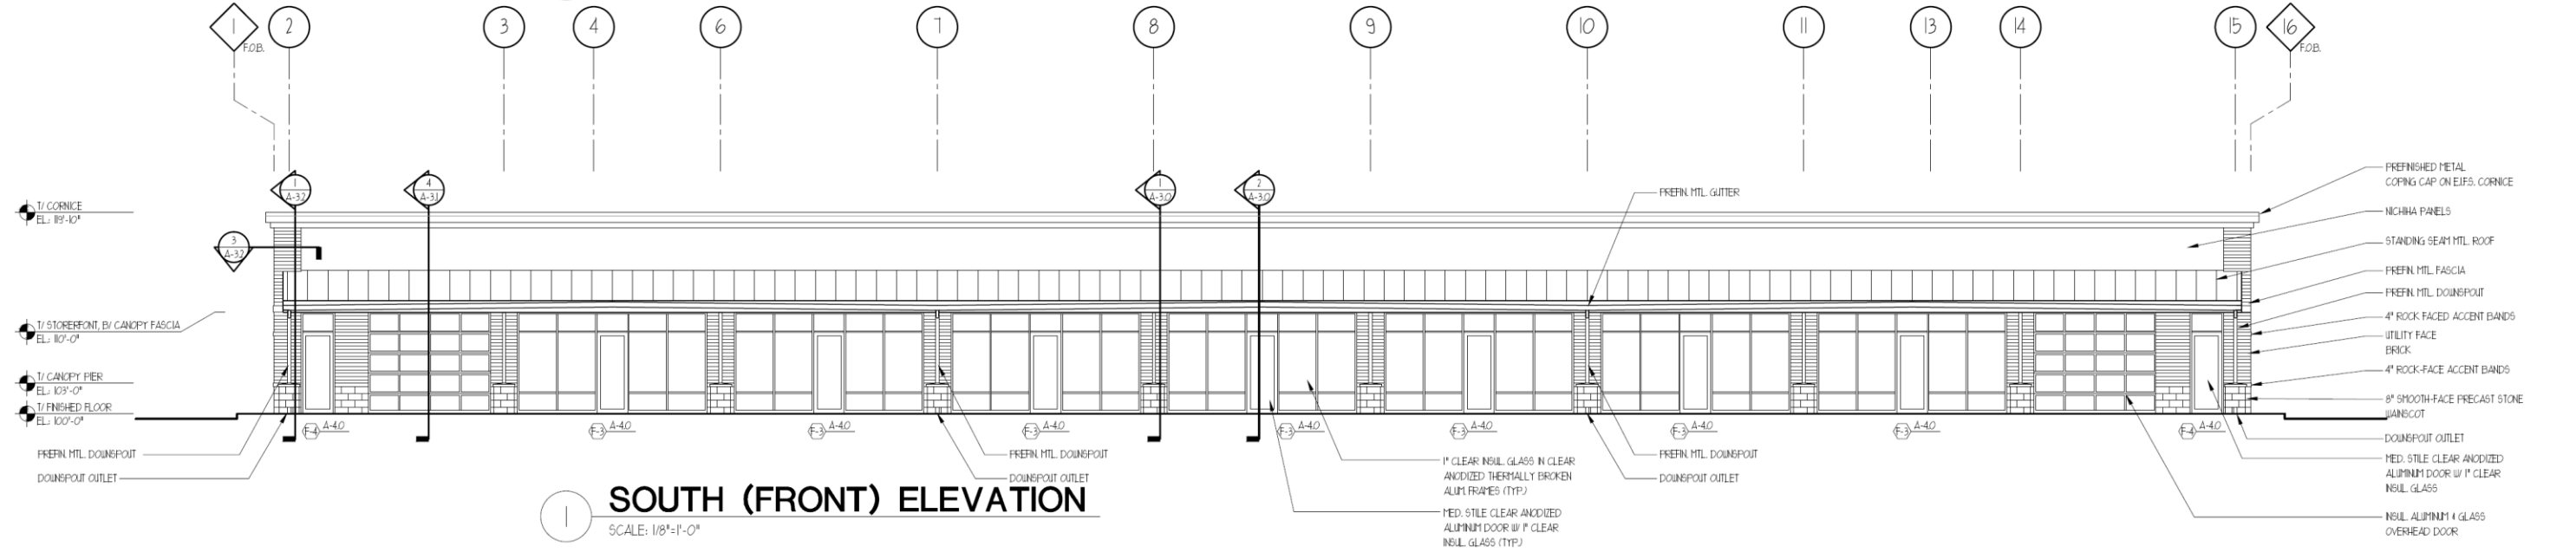 1 2 3 4 6 7 8 9 10 11 13 14 15 16
F.O.B.
F.O.B.
1
A-3.2
4
A-3.1
1
A-3.0
2
A-3.0
3
A-3.2
T/ CORNICE
EL.: 119'-10"
T/ STOREFORNT, B/ CANOPY FASCIA
EL.: 110'-0"
T/ CANOPY PIER
EL.: 103'-0"
T/ FINISHED FLOOR
EL.: 100'-0"
PREFIN. MTL. GUTTER
PREFINISHED METAL
COPING CAP ON E.I.F.S. CORNICE
NICHIHA PANELS
STANDING SEAM MTL. ROOF
PREFIN. MTL. FASCIA
PREFIN. MTL. DOWNSPOUT
4" ROCK FACED ACCENT BANDS
UTILITY FACE
BRICK
4" ROCK-FACE ACCENT BANDS
8" SMOOTH-FACE PRECAST STONE
WAINSCOT
DOWNSPOUT OUTLET
MED. STILE CLEAR ANODIZED
ALUMINUM DOOR W/ 1" CLEAR
INSUL. GLASS
INSUL. ALUMINUM & GLASS
OVERHEAD DOOR
F-4 A-4.0
F-3 A-4.0
F-3 A-4.0
F-3 A-4.0
F-3 A-4.0
F-3 A-4.0
F-3 A-4.0
F-3 A-4.0
F-4 A-4.0
PREFIN. MTL. DOWNSPOUT
DOWNSPOUT OUTLET
PREFIN. MTL. DOWNSPOUT
DOWNSPOUT OUTLET
1" CLEAR INSUL. GLASS IN CLEAR
ANODIZED THERMALLY BROKEN
ALUM. FRAMES (TYP.)
MED. STILE CLEAR ANODIZED
ALUMINUM DOOR W/ 1" CLEAR
INSUL. GLASS (TYP.)
PREFIN. MTL. DOWNSPOUT
DOWNSPOUT OUTLET
1
SOUTH (FRONT) ELEVATION
SCALE: 1/8"=1'-0"